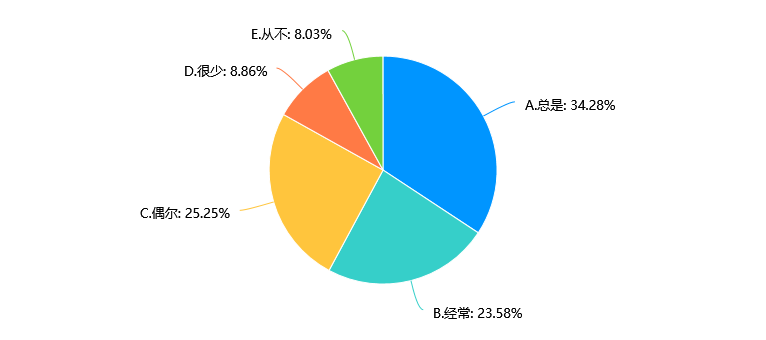 E.从不: 8.03%
D.很少: 8.86%
A.总是: 34.28%
C.偶尔: 25.25%
B.经常: 23.58%